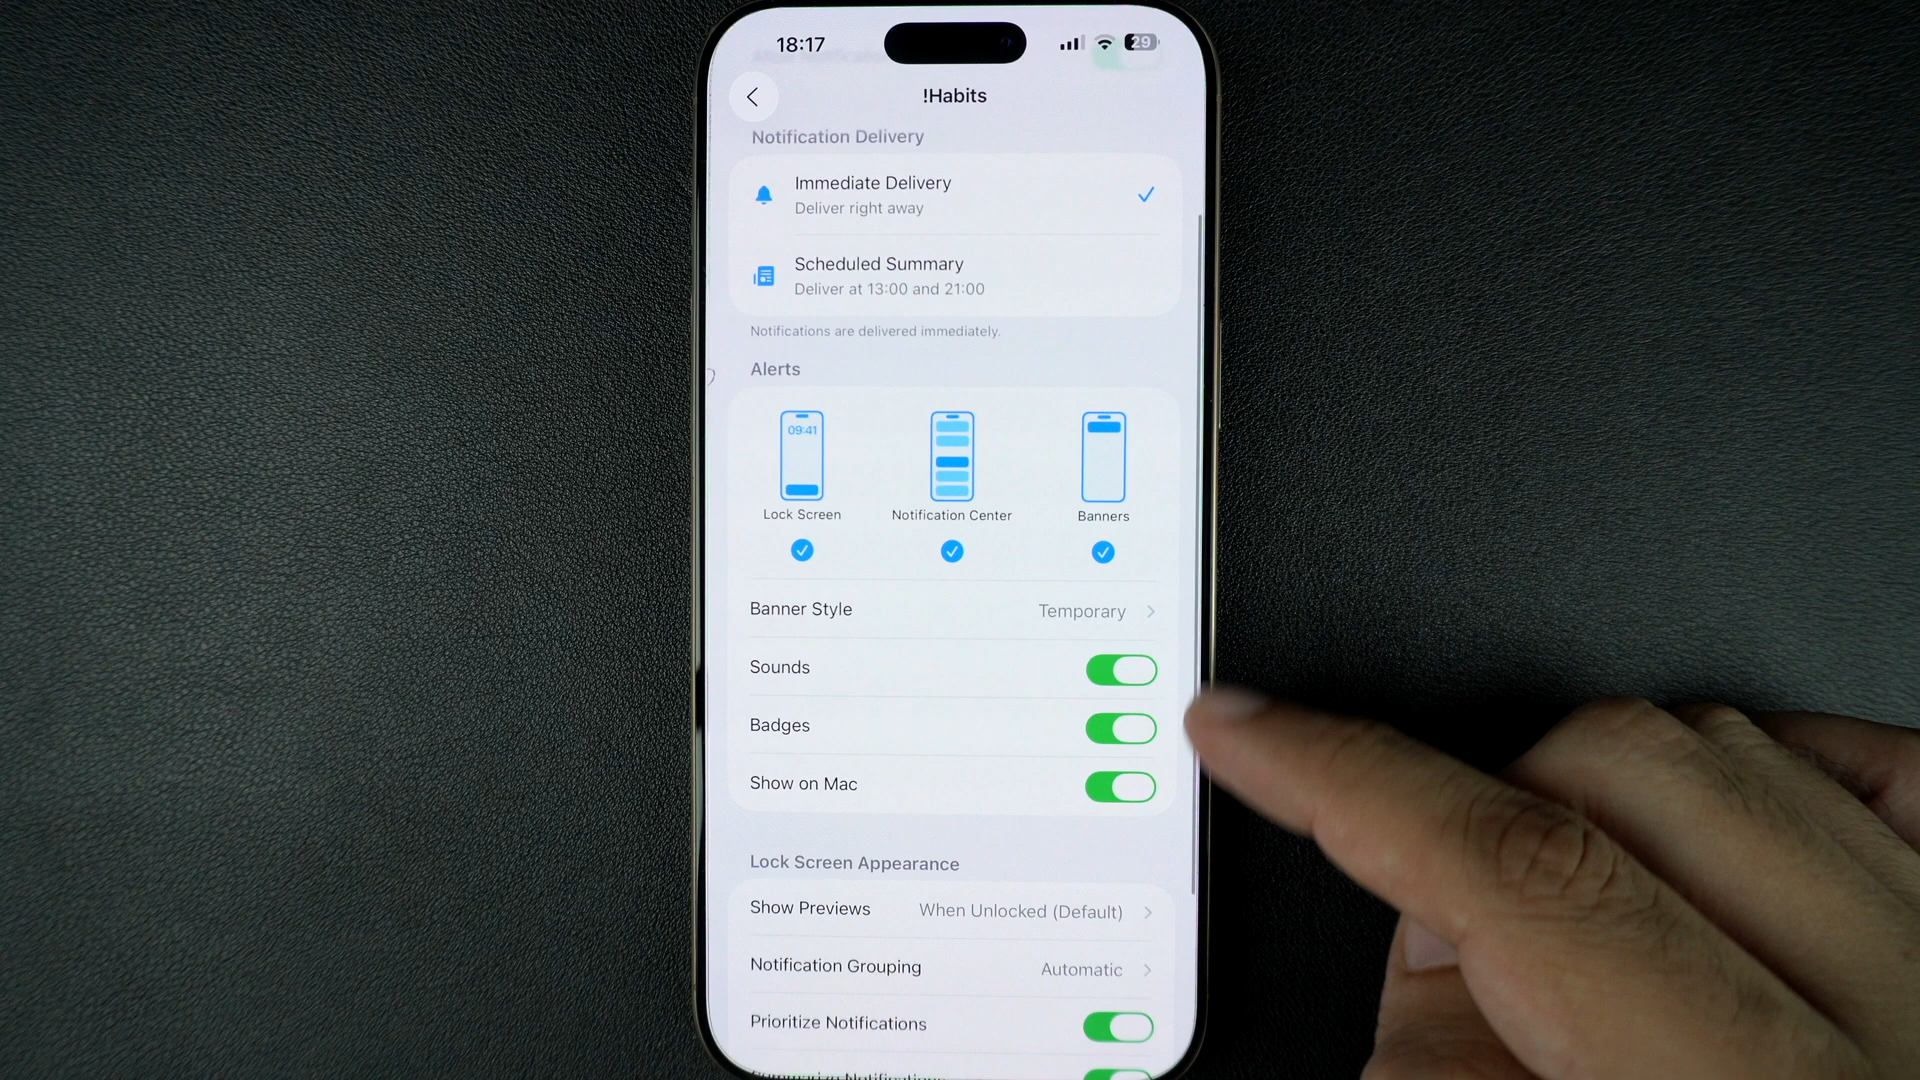 18:17
29
!Habits
Notification Delivery
Immediate Delivery
Deliver right away
Scheduled Summary
Deliver at 13:00 and 21:00
Notifications are delivered immediately.
Alerts
09:41
Lock Screen
Notification Center
Banners
Banner Style
Temporary
Sounds
Badges
Show on Mac
Lock Screen Appearance
Show Previews
When Unlocked (Default)
Notification Grouping
Automatic
Prioritize Notifications
Summarize Notifications